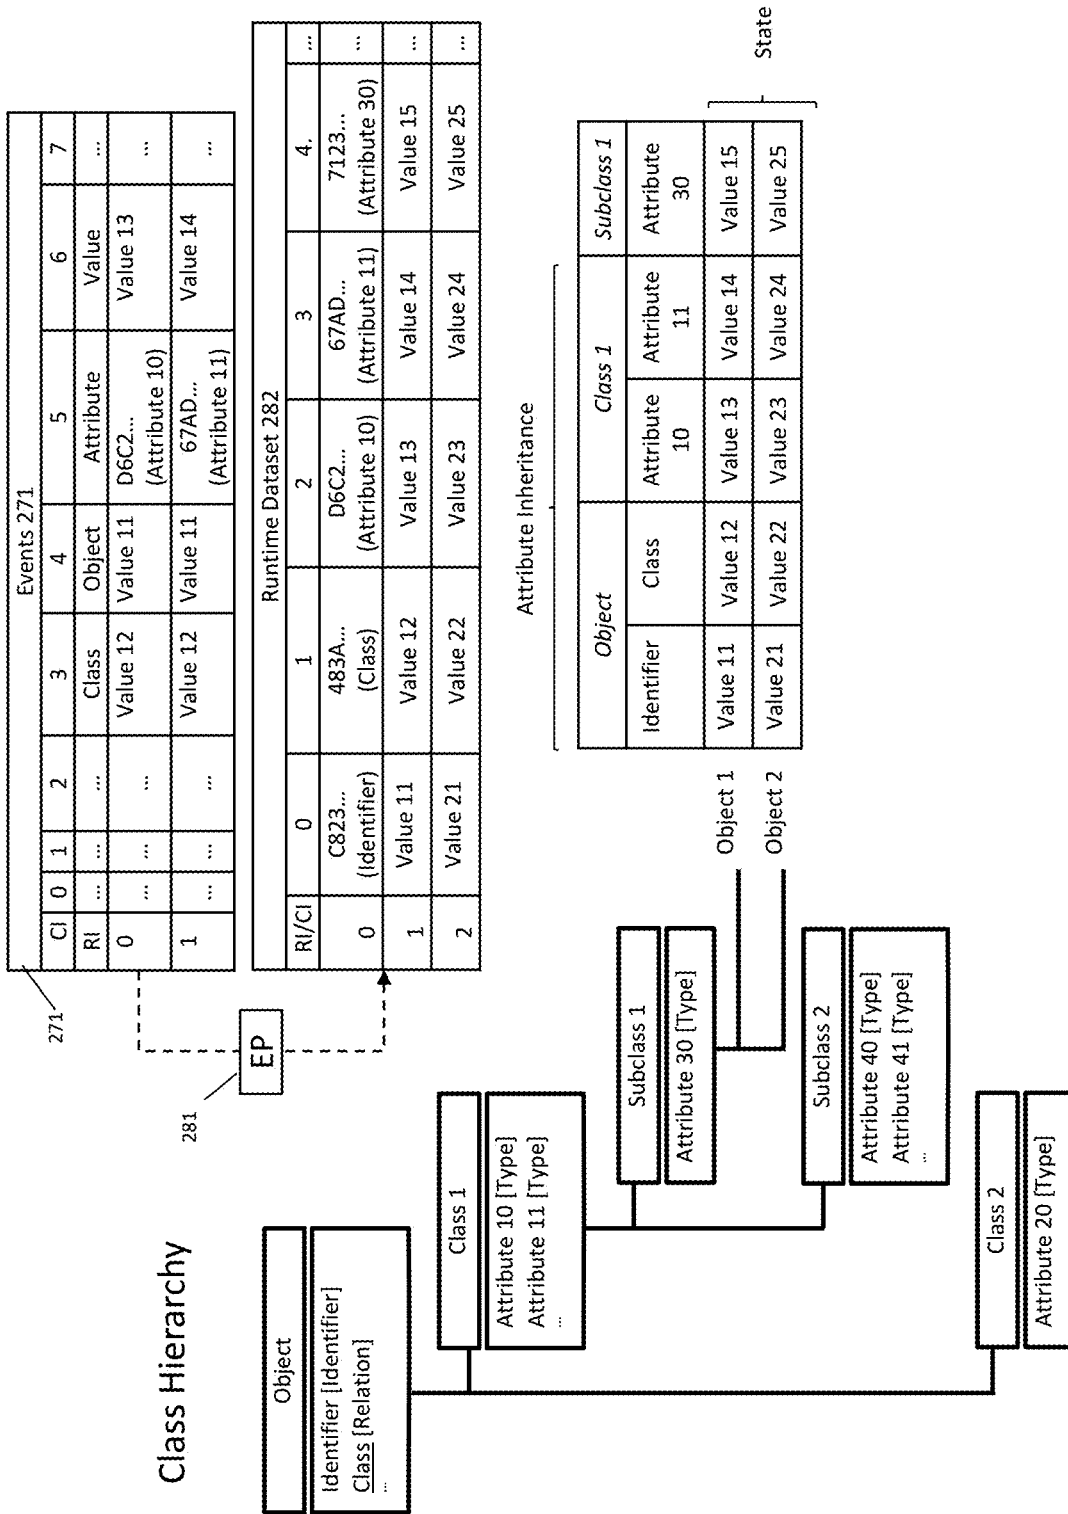 Class Hierarchy
Events 271
CI 0 1 2 3 4 5 6 7
RI ... ... ... Class Object Attribute Value ...
0 ... ... ... Value 12 Value 11 D6C2... Value 13 ...
(Attribute 10)
1 ... ... ... Value 12 Value 11 67AD... Value 14 ...
(Attribute 11)
271
EP
281
Runtime Dataset 282
RI/CI 0 1 2 3 4. ...
0 C823... 483A... D6C2... 67AD... 7123... ...
(Identifier) (Class) (Attribute 10) (Attribute 11) (Attribute 30)
1 Value 11 Value 12 Value 13 Value 14 Value 15 ...
2 Value 21 Value 22 Value 23 Value 24 Value 25 ...
Object
Identifier [Identifier]
Class [Relation]
...
Class 1
Attribute 10 [Type]
Attribute 11 [Type]
...
Subclass 1
Attribute 30 [Type]
Subclass 2
Attribute 40 [Type]
Attribute 41 [Type]
...
Class 2
Attribute 20 [Type]
Attribute Inheritance
Object Class 1 Subclass 1
Identifier Class Attribute Attribute Attribute
10 11 30
Object 1 Value 11 Value 12 Value 13 Value 14 Value 15
Object 2 Value 21 Value 22 Value 23 Value 24 Value 25
State